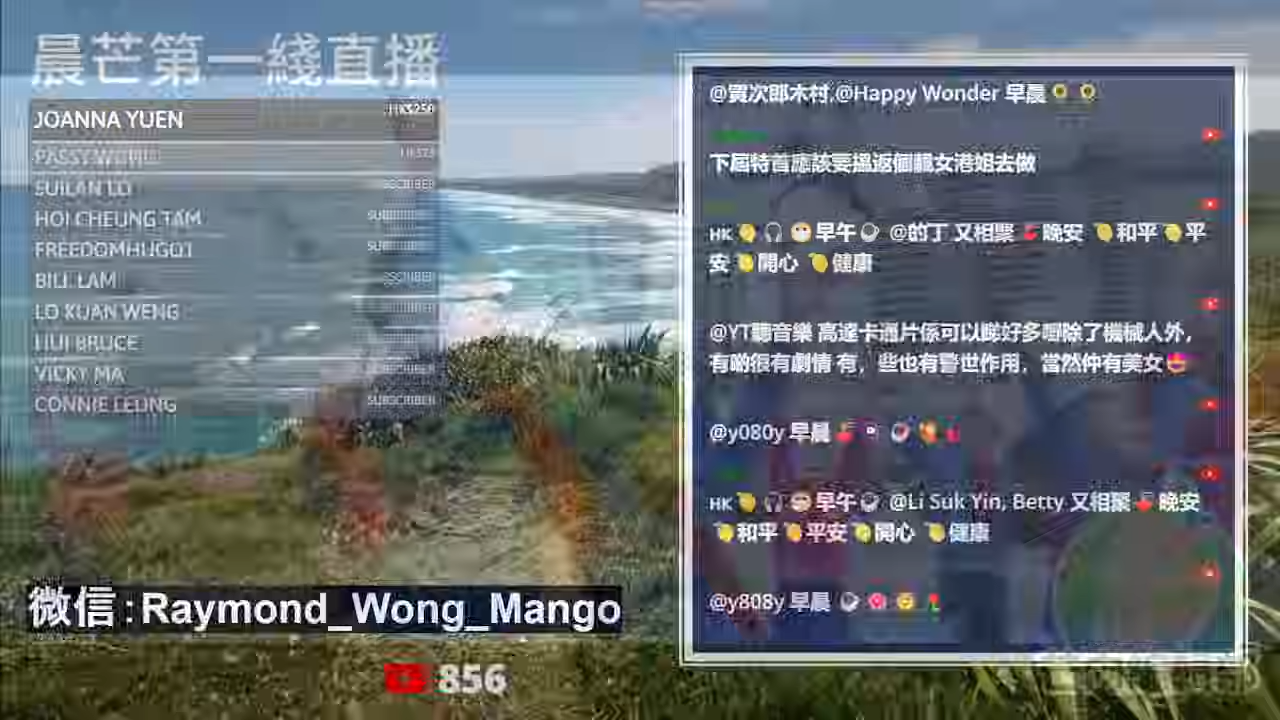 晨芒第一綫直播
JOANNA YUEN HK$250
SUILAN LO
HOI CHEUNG TAM
FREEDOMHUGO1
BILL LAM
LO KUAN WENG
HUI BRUCE
VICKY MA
CONNIE LEUNG SUBSCRIBER
微信:Raymond_Wong_Mango
856
@賈次郎木村,@Happy Wonder 早晨
下屆特首應該要搵返個靚女港姐去做
HK 早午 @的丁 又相聚 晚安 和平 平
安 開心 健康
@YT聽音樂 高達卡通片係可以睇好多嘢除了機械人外，
有啲很有劇情 有，些也有警世作用，當然仲有美女
@y080y 早晨
HK 早午 @Li Suk Yin, Betty 又相聚 晚安
和平 平安 開心 健康
@y808y 早晨